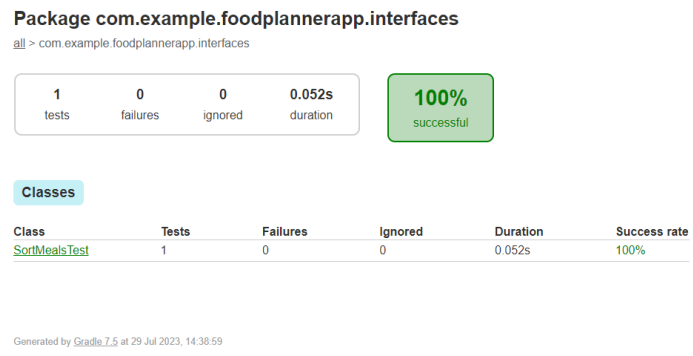 Package com.example.foodplannerapp.interfaces
all > com.example.foodplannerapp.interfaces
1 0 0 0.052s
tests failures ignored duration
100%
successful
Classes
Class Tests Failures Ignored Duration Success rate
SortMealsTest 1 0 0 0.052s 100%
Generated by Gradle 7.5 at 29 Jul 2023, 14:38:59